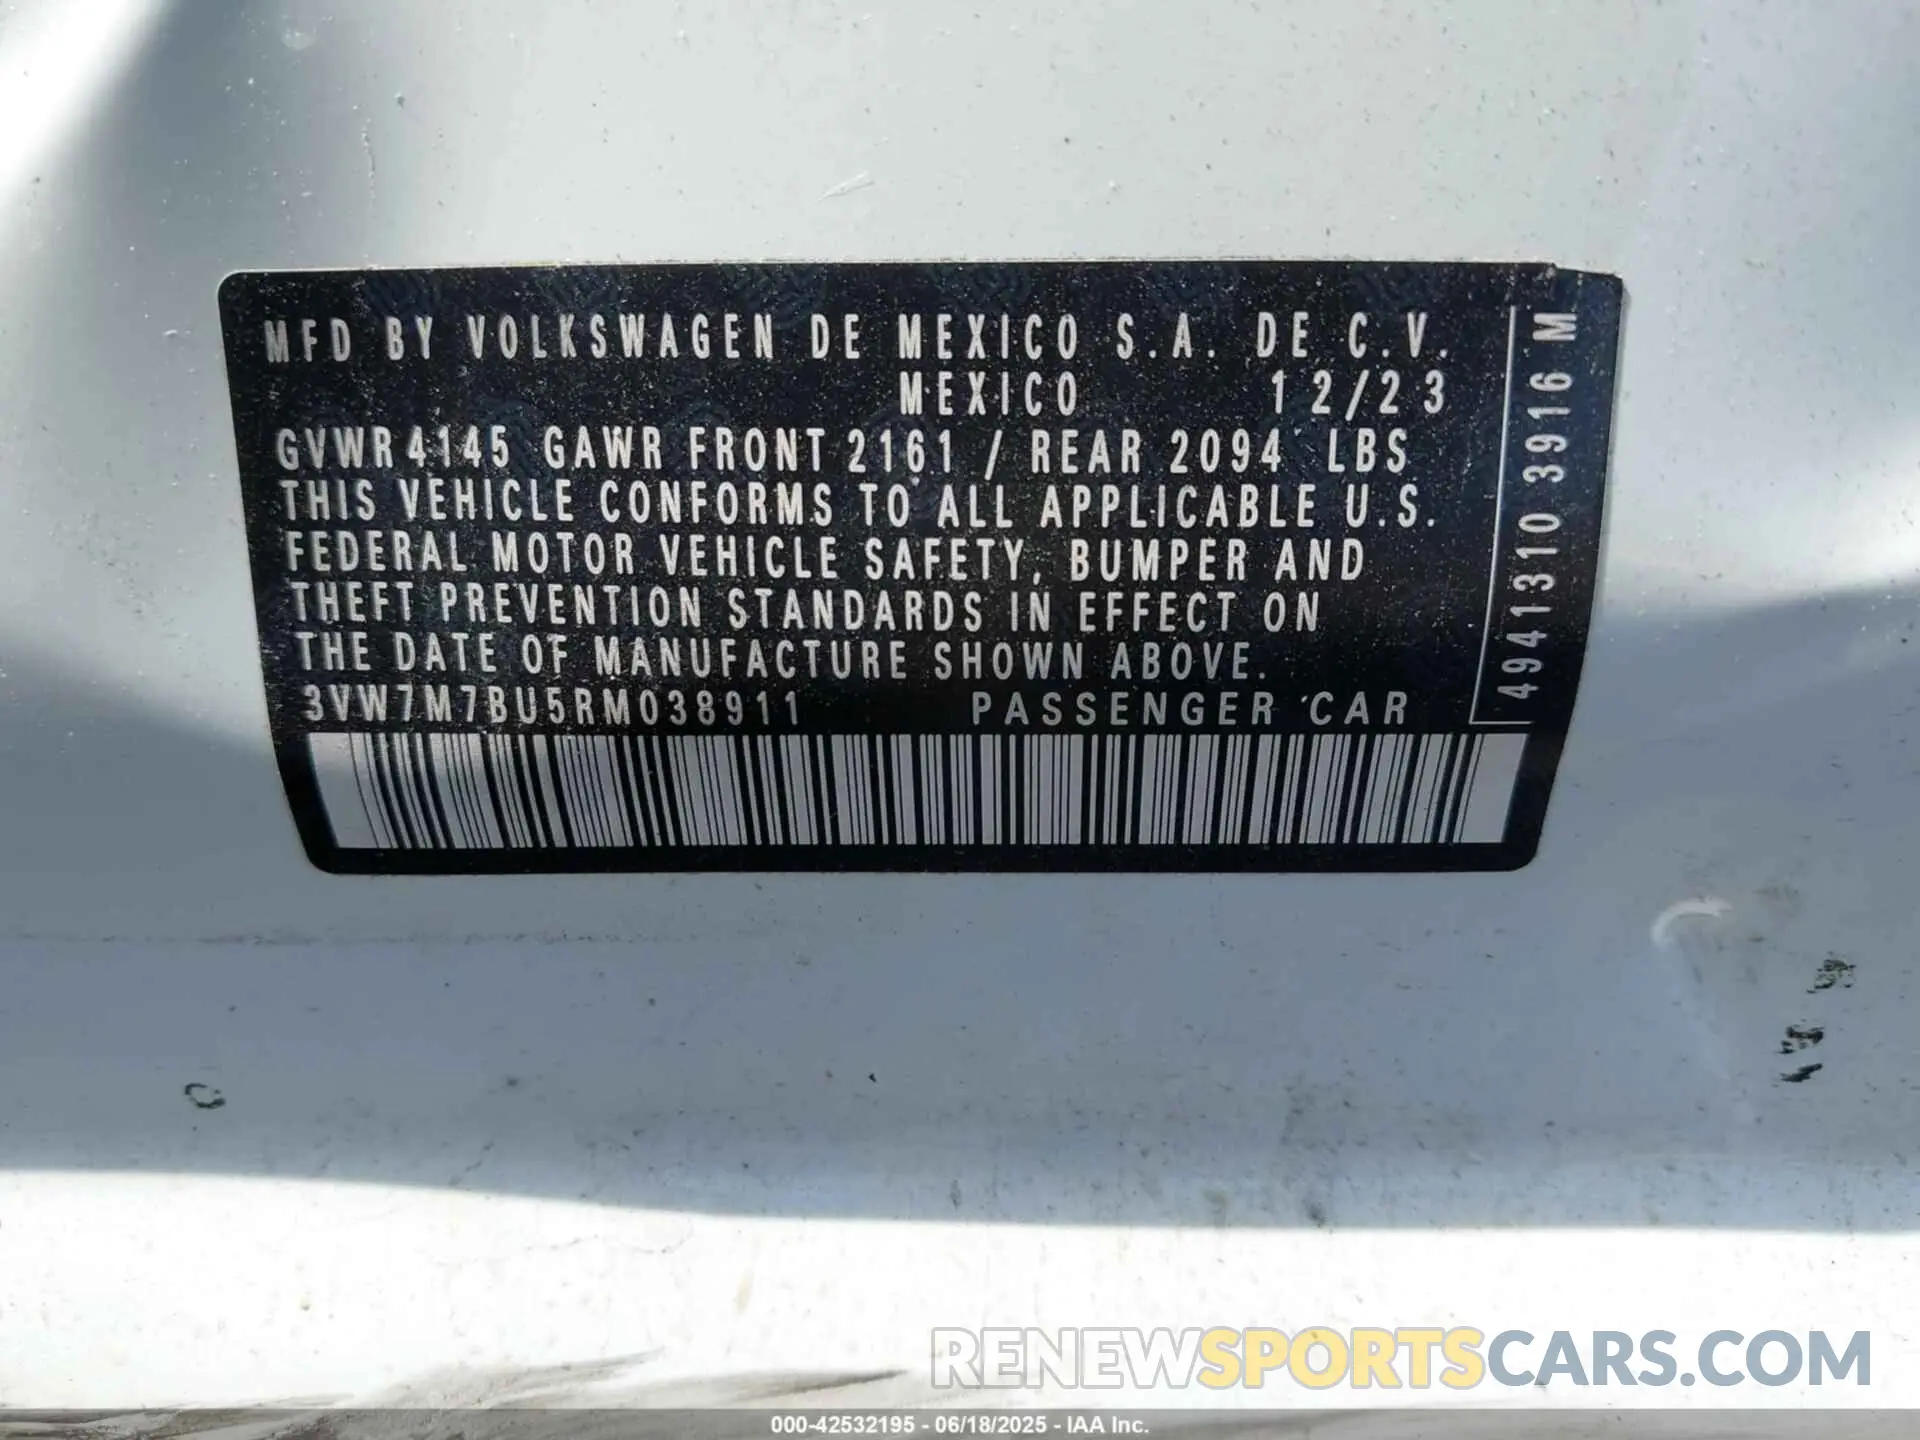 MFD BY VOLKSWAGEN DE MEXICO S.A. DE C.V.
MEXICO 12/23
GVWR 4145 GAWR FRONT 2161 / REAR 2094 LBS
THIS VEHICLE CONFORMS TO ALL APPLICABLE U.S.
FEDERAL MOTOR VEHICLE SAFETY, BUMPER AND
THEFT PREVENTION STANDARDS IN EFFECT ON
THE DATE OF MANUFACTURE SHOWN ABOVE.
3VW7M7BU5RM038911 PASSENGER CAR
4941310 3916 M
RENEWSPORTSCARS.COM
000-42532195 - 06/18/2025 - IAA Inc.